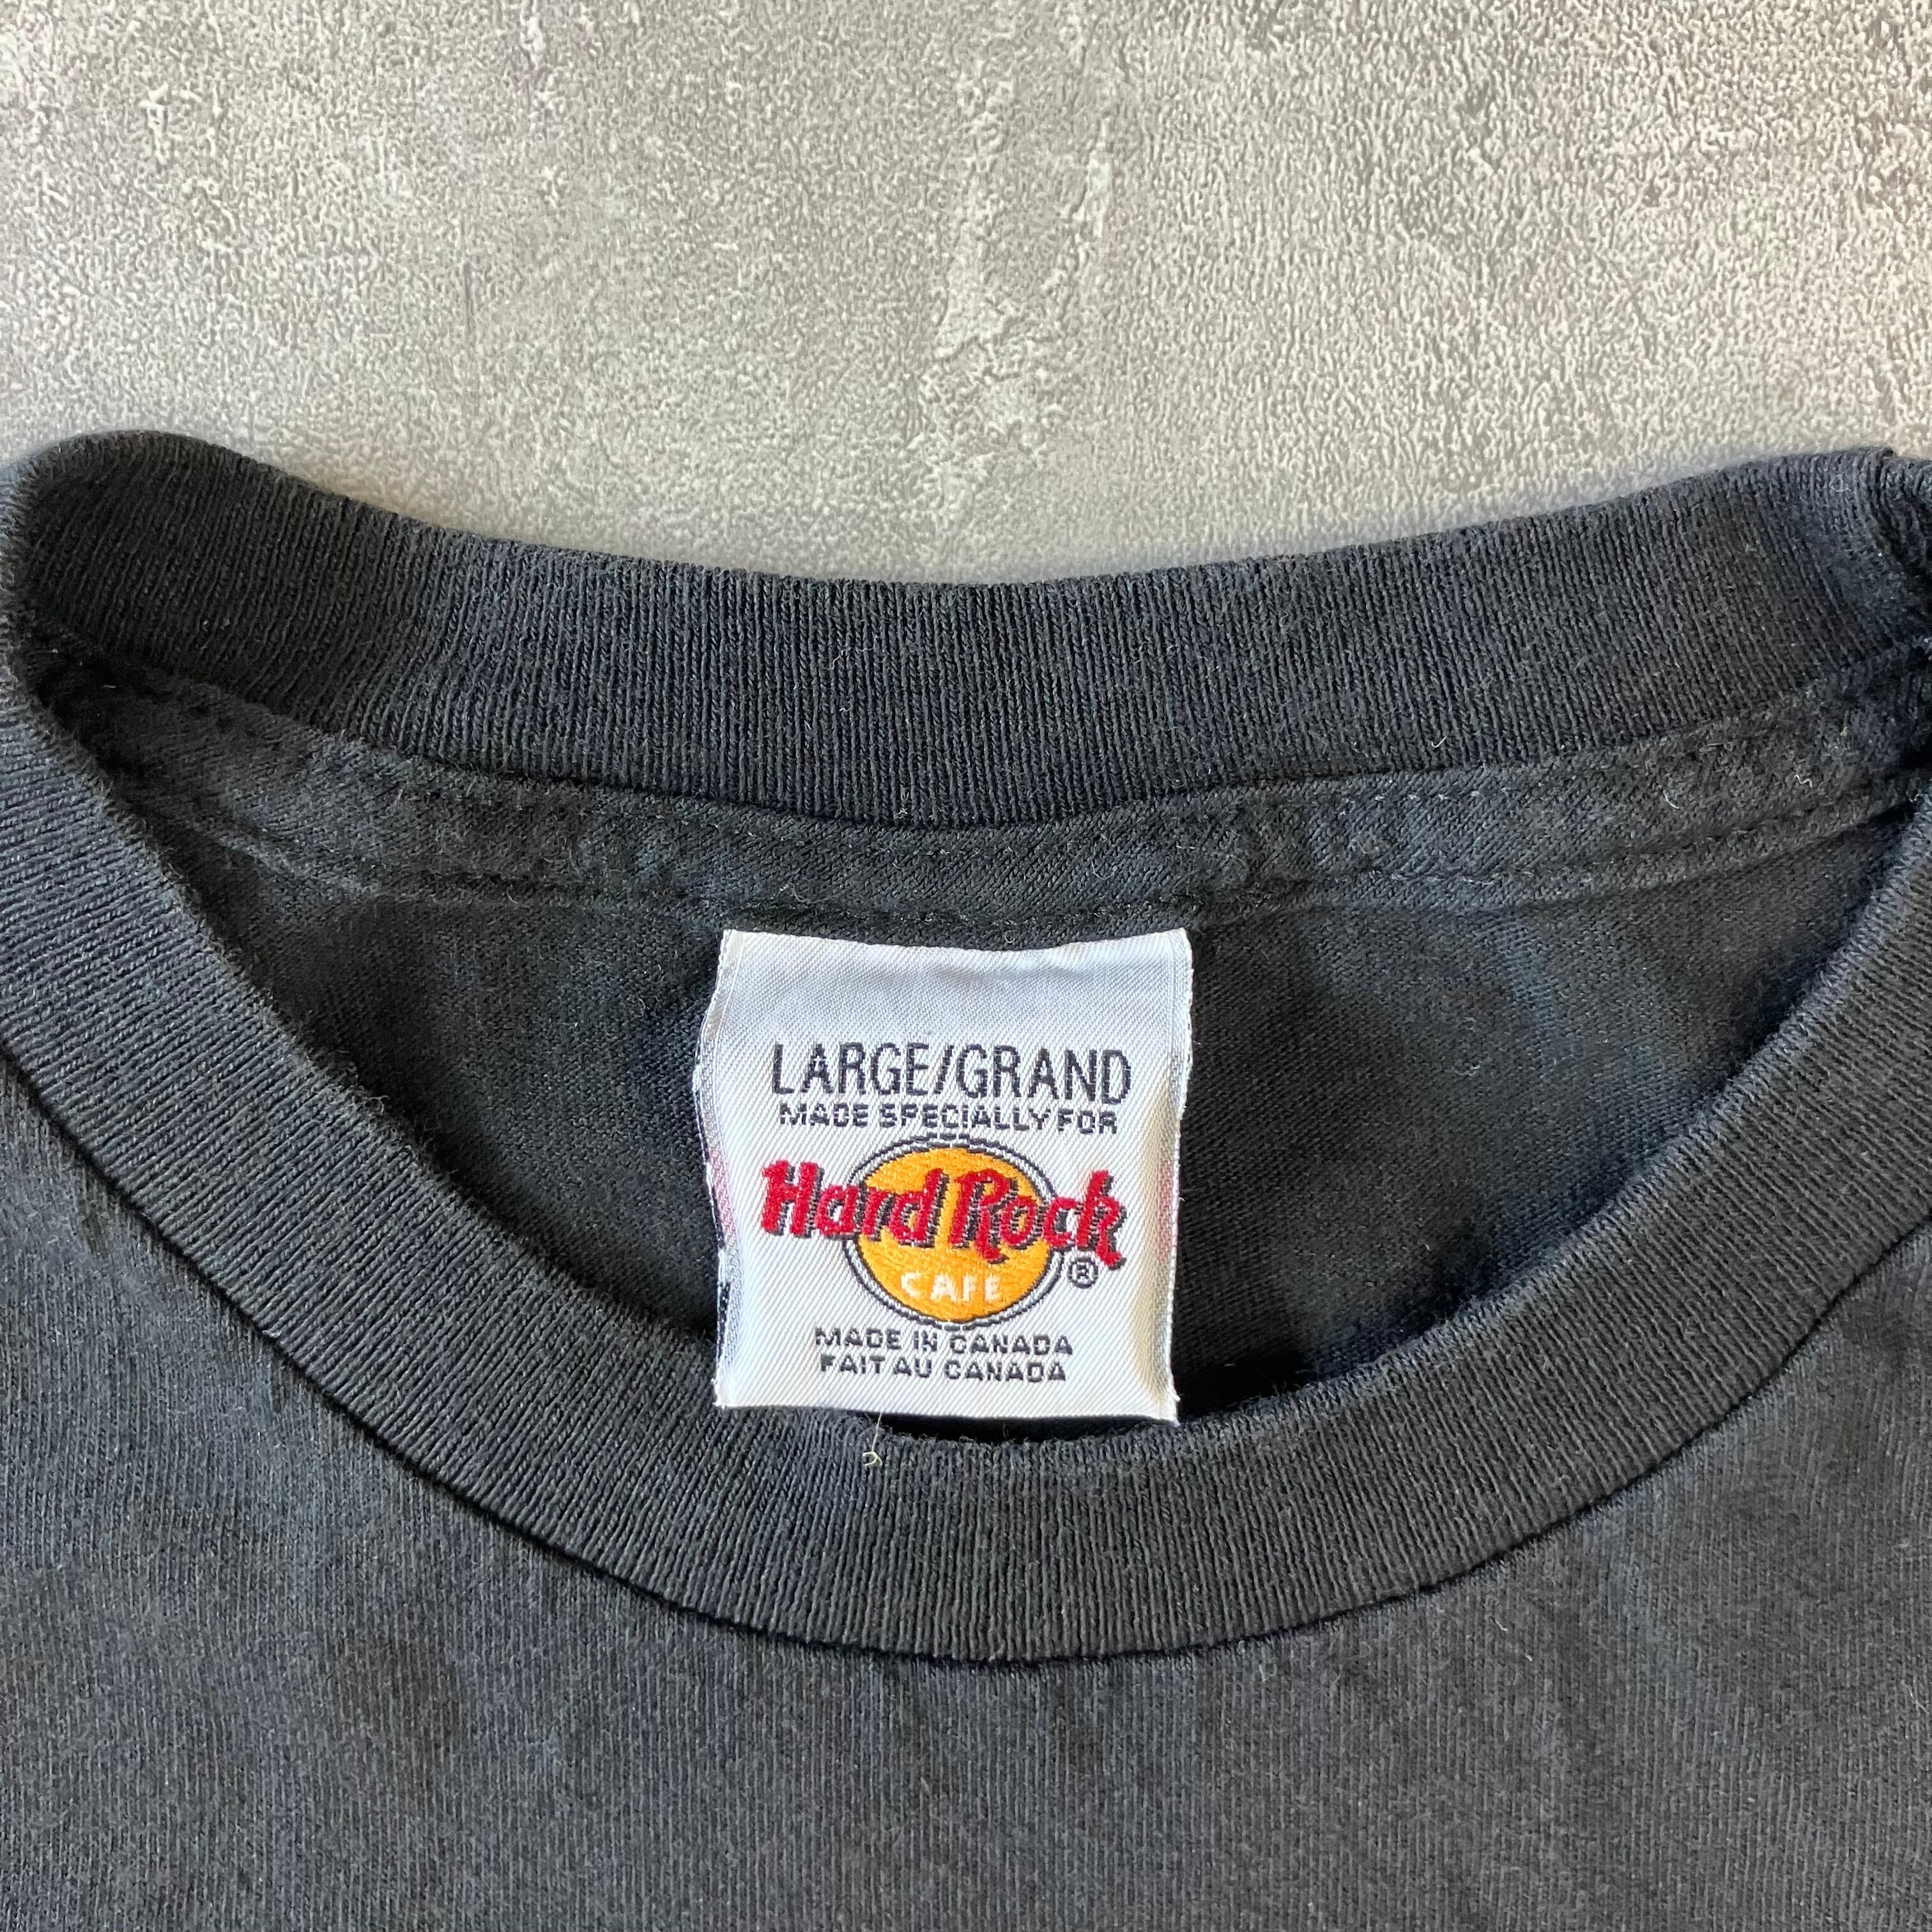 LARGE/GRAND
MADE SPECIALLY FOR
Hard Rock
CAFE
®
MADE IN CANADA
FAIT AU CANADA